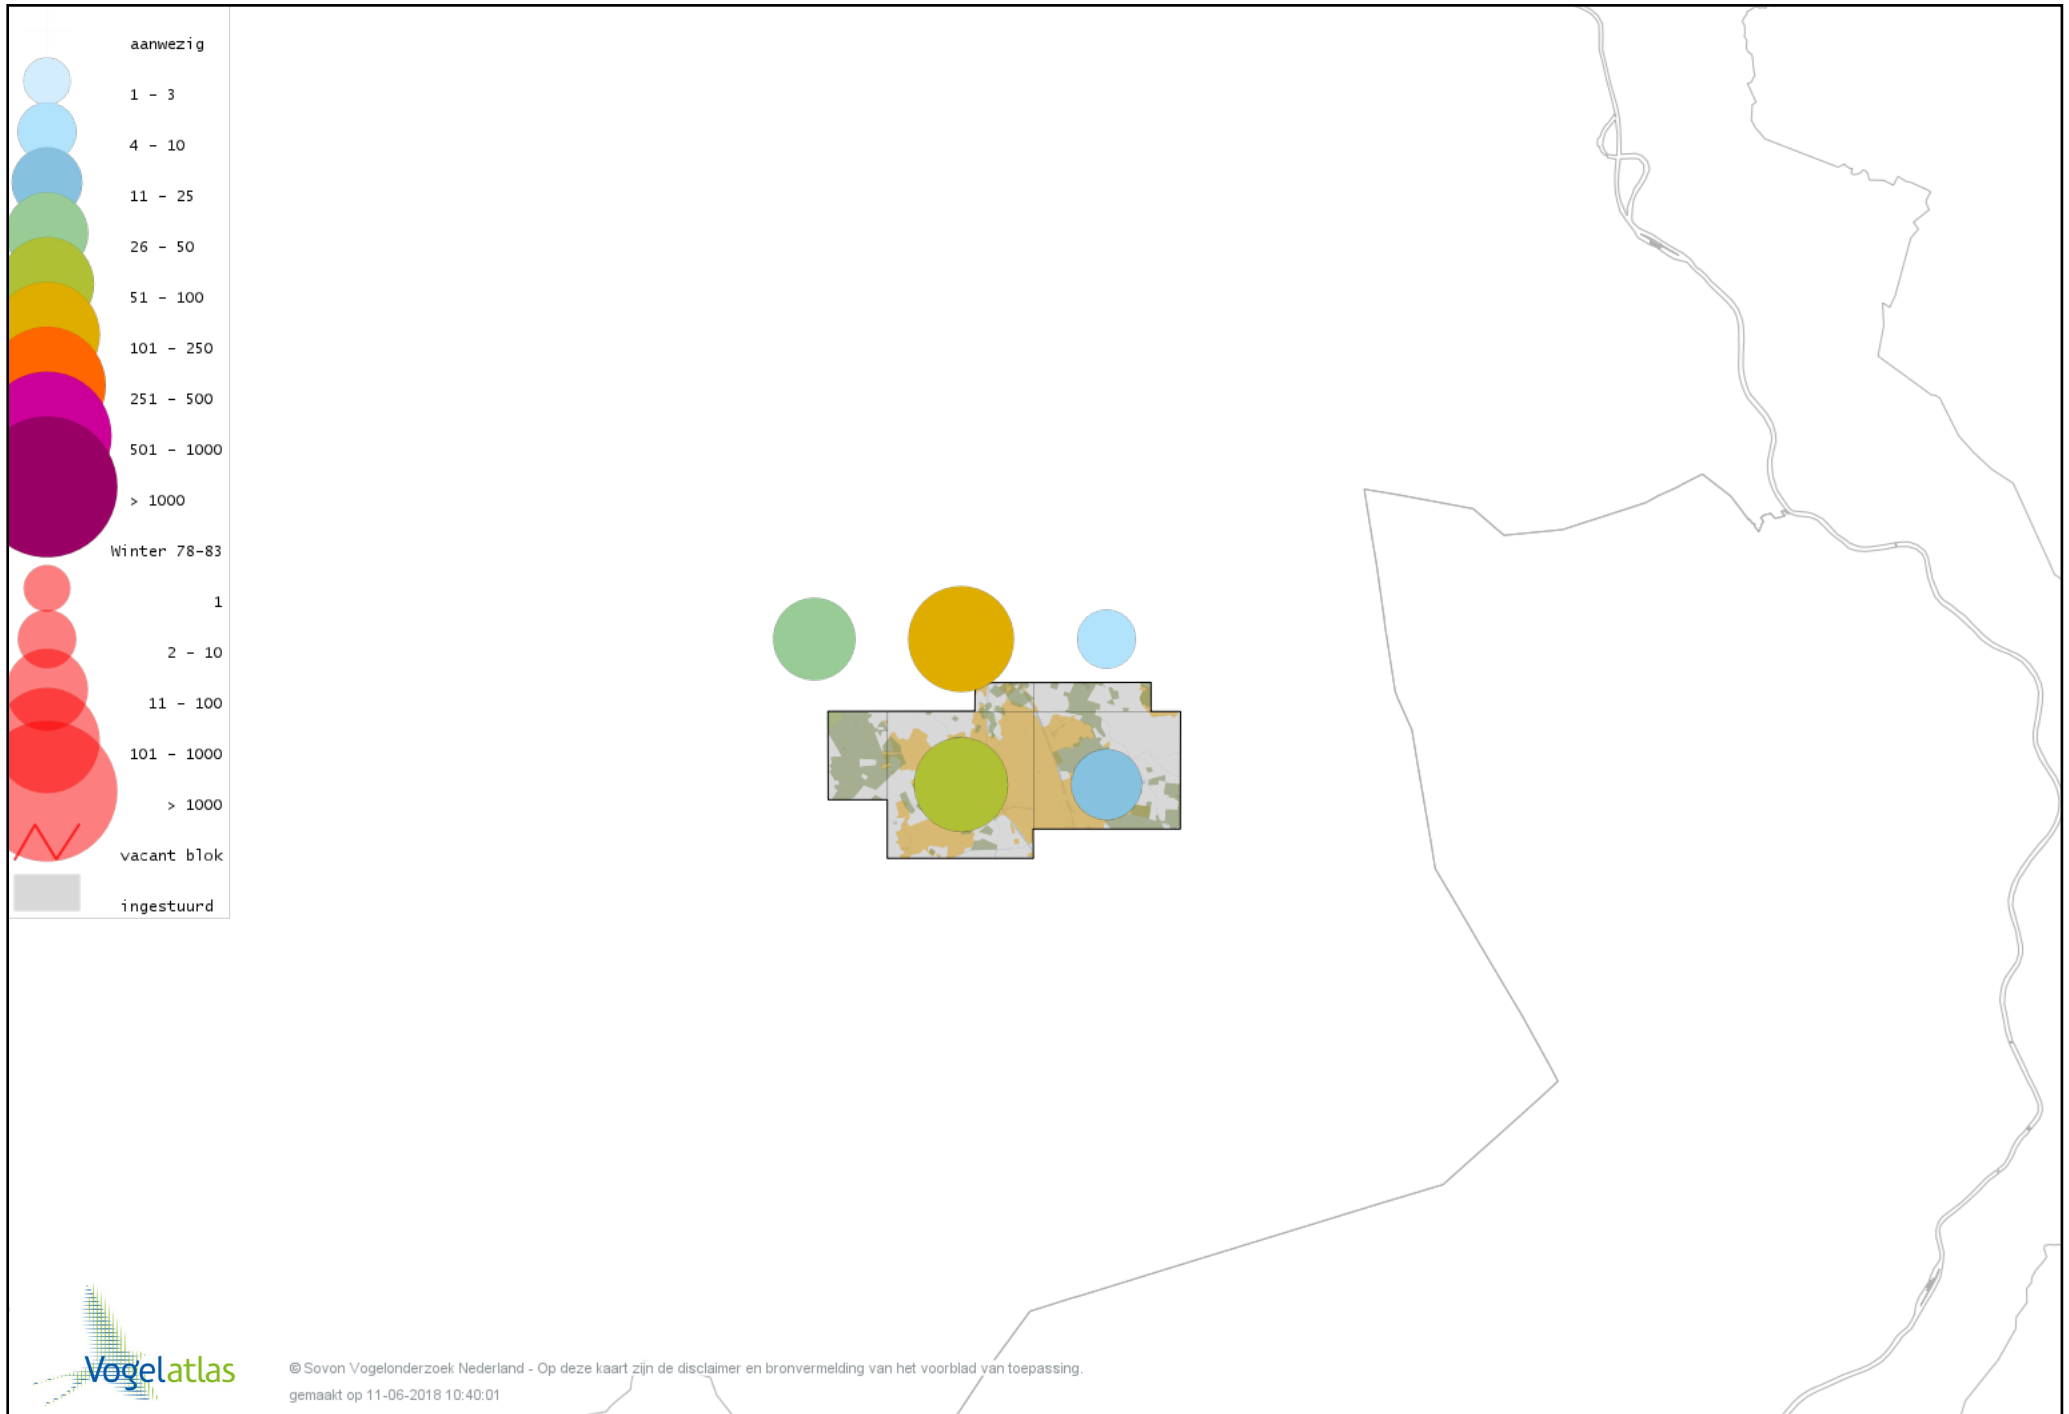 aanwezig
1 - 3
4 - 10
11 - 25
26 - 50
51 - 100
101 - 250
251 - 500
501 - 1000
> 1000
Winter 78-83
1
2 - 10
11 - 100
101 - 1000
> 1000
vacant blok
ingestuurd
Vogelatlas
© Sovon Vogelonderzoek Nederland - Op deze kaart zijn de disclaimer en bronvermelding van het voorblad van toepassing.
gemaakt op 11-06-2018 10:40:01